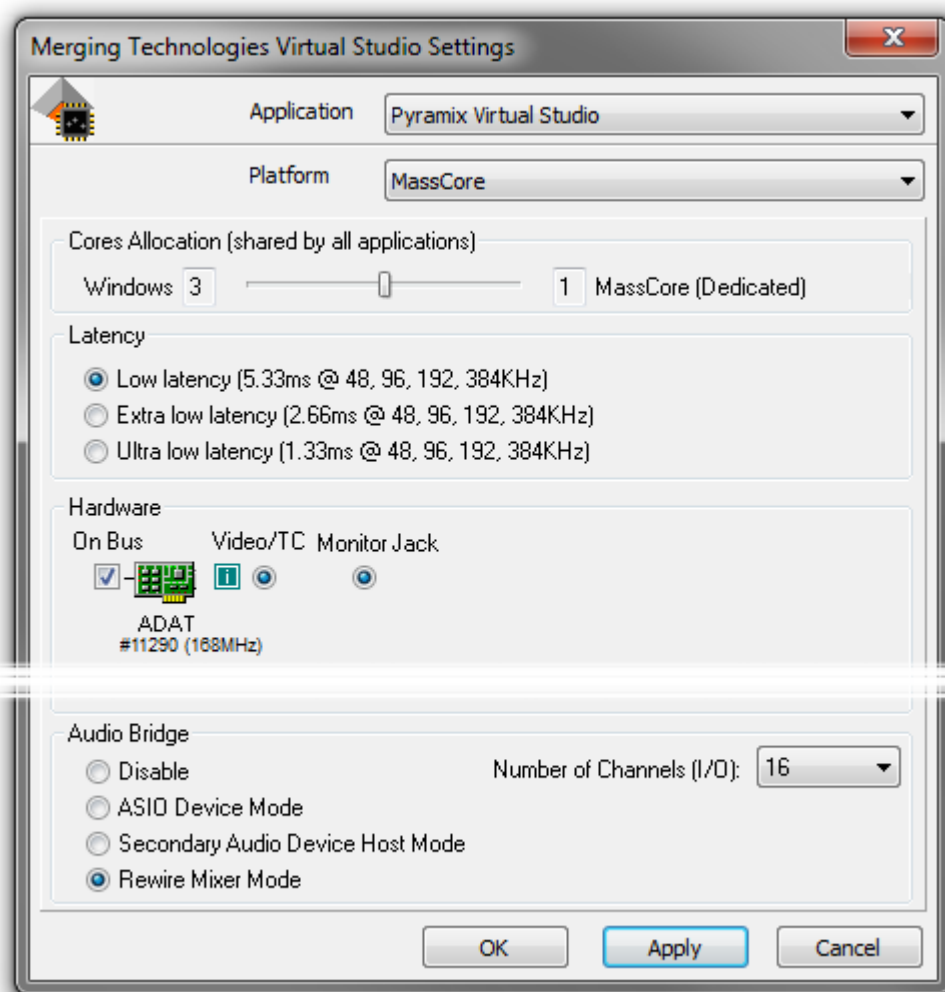 Merging Technologies Virtual Studio Settings
Application Pyramix Virtual Studio
Platform MassCore
Cores Allocation (shared by all applications)
Windows 3 1 MassCore (Dedicated)
Latency
Low latency (5.33ms @ 48, 96, 192, 384KHz)
Extra low latency (2.66ms @ 48, 96, 192, 384KHz)
Ultra low latency (1.33ms @ 48, 96, 192, 384KHz)
Hardware
On Bus Video/TC Monitor Jack
i
ADAT
#11290 (168MHz)
Audio Bridge
Disable Number of Channels (I/O): 16
ASIO Device Mode
Secondary Audio Device Host Mode
Rewire Mixer Mode
OK Apply Cancel